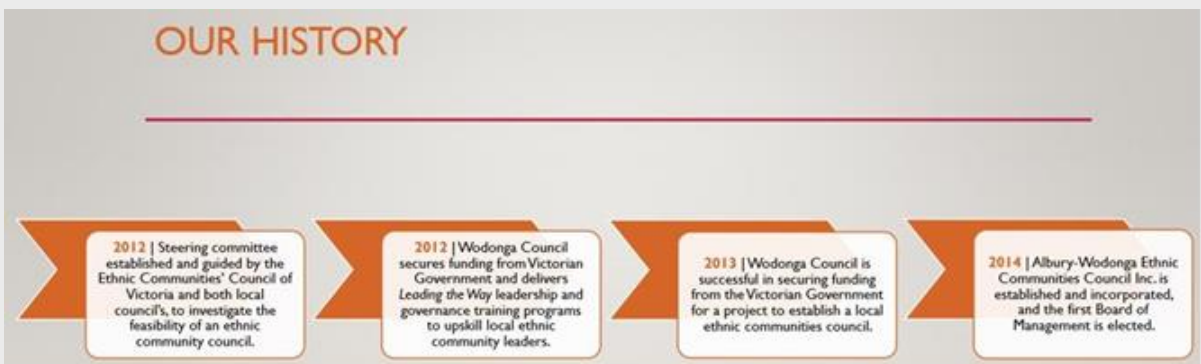 OUR HISTORY
2012 | Steering committee
established and guided by the
Ethnic Communities' Council of
Victoria and both local
council's, to investigate the
feasibility of an ethnic
community council.
2012 | Wodonga Council
secures funding from Victorian
Government and delivers
Leading the Way leadership and
governance training programs
to upskill local ethnic
community leaders.
2013 | Wodonga Council is
successful in securing funding
from the Victorian Government
for a project to establish a local
ethnic communities council.
2014 | Albury-Wodonga Ethnic
Communities Council Inc. is
established and incorporated,
and the first Board of
Management is elected.